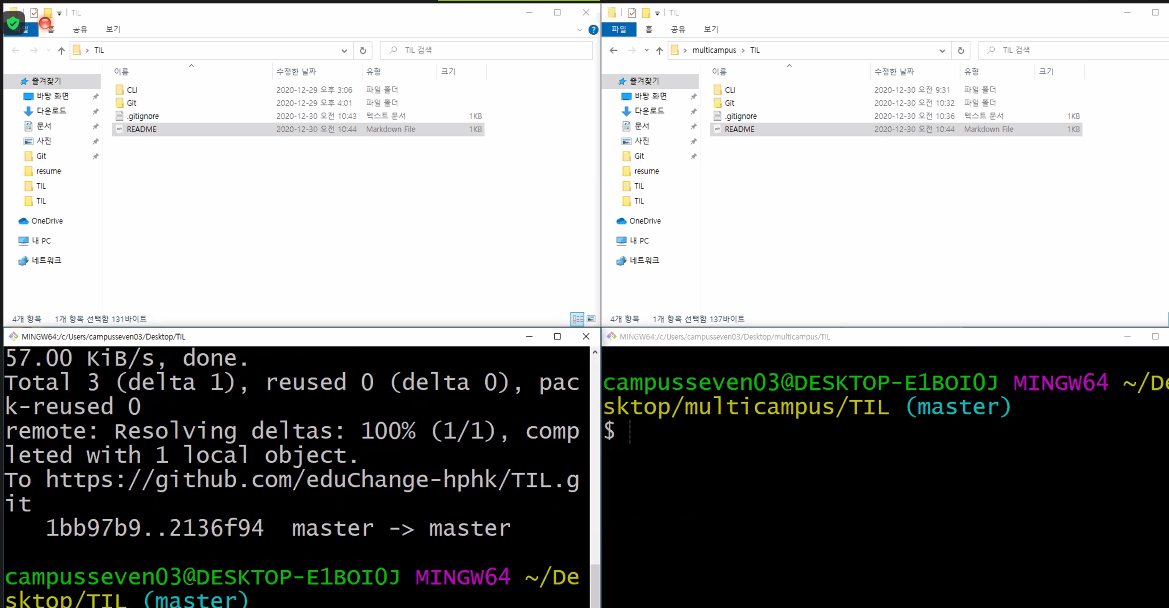 TIL
홈 공유 보기
TIL
TIL 검색
이름 수정한 날짜 유형 크기
즐겨찾기
바탕 화면
다운로드
문서
사진
Git
resume
TIL
TIL
OneDrive
내 PC
네트워크
CLI 2020-12-29 오후 3:06 파일 폴더
Git 2020-12-29 오후 4:01 파일 폴더
.gitignore 2020-12-30 오전 10:43 텍스트 문서 1KB
README 2020-12-30 오전 10:44 Markdown File 1KB
4개 항목 1개 항목 선택함 131바이트
TIL
파일 홈 공유 보기
multicampus > TIL
TIL 검색
이름 수정한 날짜 유형 크기
즐겨찾기
바탕 화면
다운로드
문서
사진
Git
resume
TIL
TIL
OneDrive
내 PC
네트워크
CLI 2020-12-30 오전 9:31 파일 폴더
Git 2020-12-30 오전 10:32 파일 폴더
.gitignore 2020-12-30 오전 10:36 텍스트 문서 1KB
README 2020-12-30 오전 10:44 Markdown File 1KB
4개 항목 1개 항목 선택함 137바이트
MINGW64:/c/Users/campusseven03/Desktop/TIL
57.00 KiB/s, done.
Total 3 (delta 1), reused 0 (delta 0), pac
k-reused 0
remote: Resolving deltas: 100% (1/1), comp
leted with 1 local object.
To https://github.com/eduChange-hphk/TIL.g
it
1bb97b9..2136f94 master -> master
campusseven03@DESKTOP-E1BOI0J MINGW64 ~/De
sktop/TIL (master)
MINGW64:/c/Users/campusseven03/Desktop/multicampus/TIL
campusseven03@DESKTOP-E1BOI0J MINGW64 ~/De
sktop/multicampus/TIL (master)
$